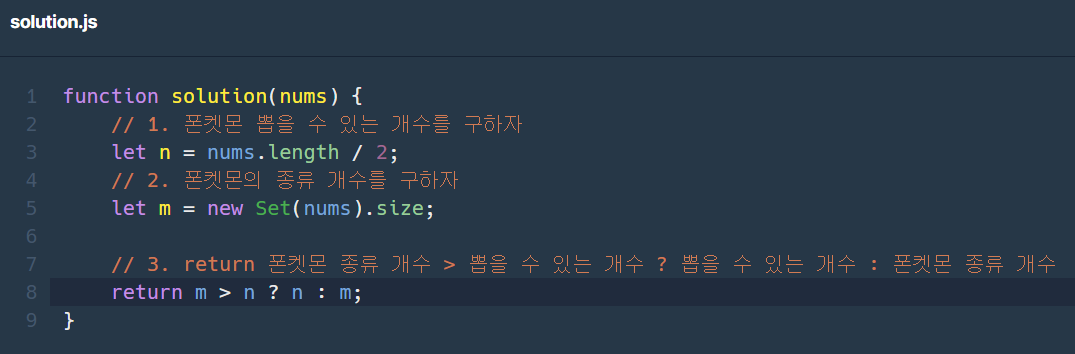 solution.js
1 function solution(nums) {
2 // 1. 폰켓몬 뽑을 수 있는 개수를 구하자
3 let n = nums.length / 2;
4 // 2. 폰켓몬의 종류 개수를 구하자
5 let m = new Set(nums).size;
6
7 // 3. return 폰켓몬 종류 개수 > 뽑을 수 있는 개수 ? 뽑을 수 있는 개수 : 폰켓몬 종류 개수
8 return m > n ? n : m;
9 }